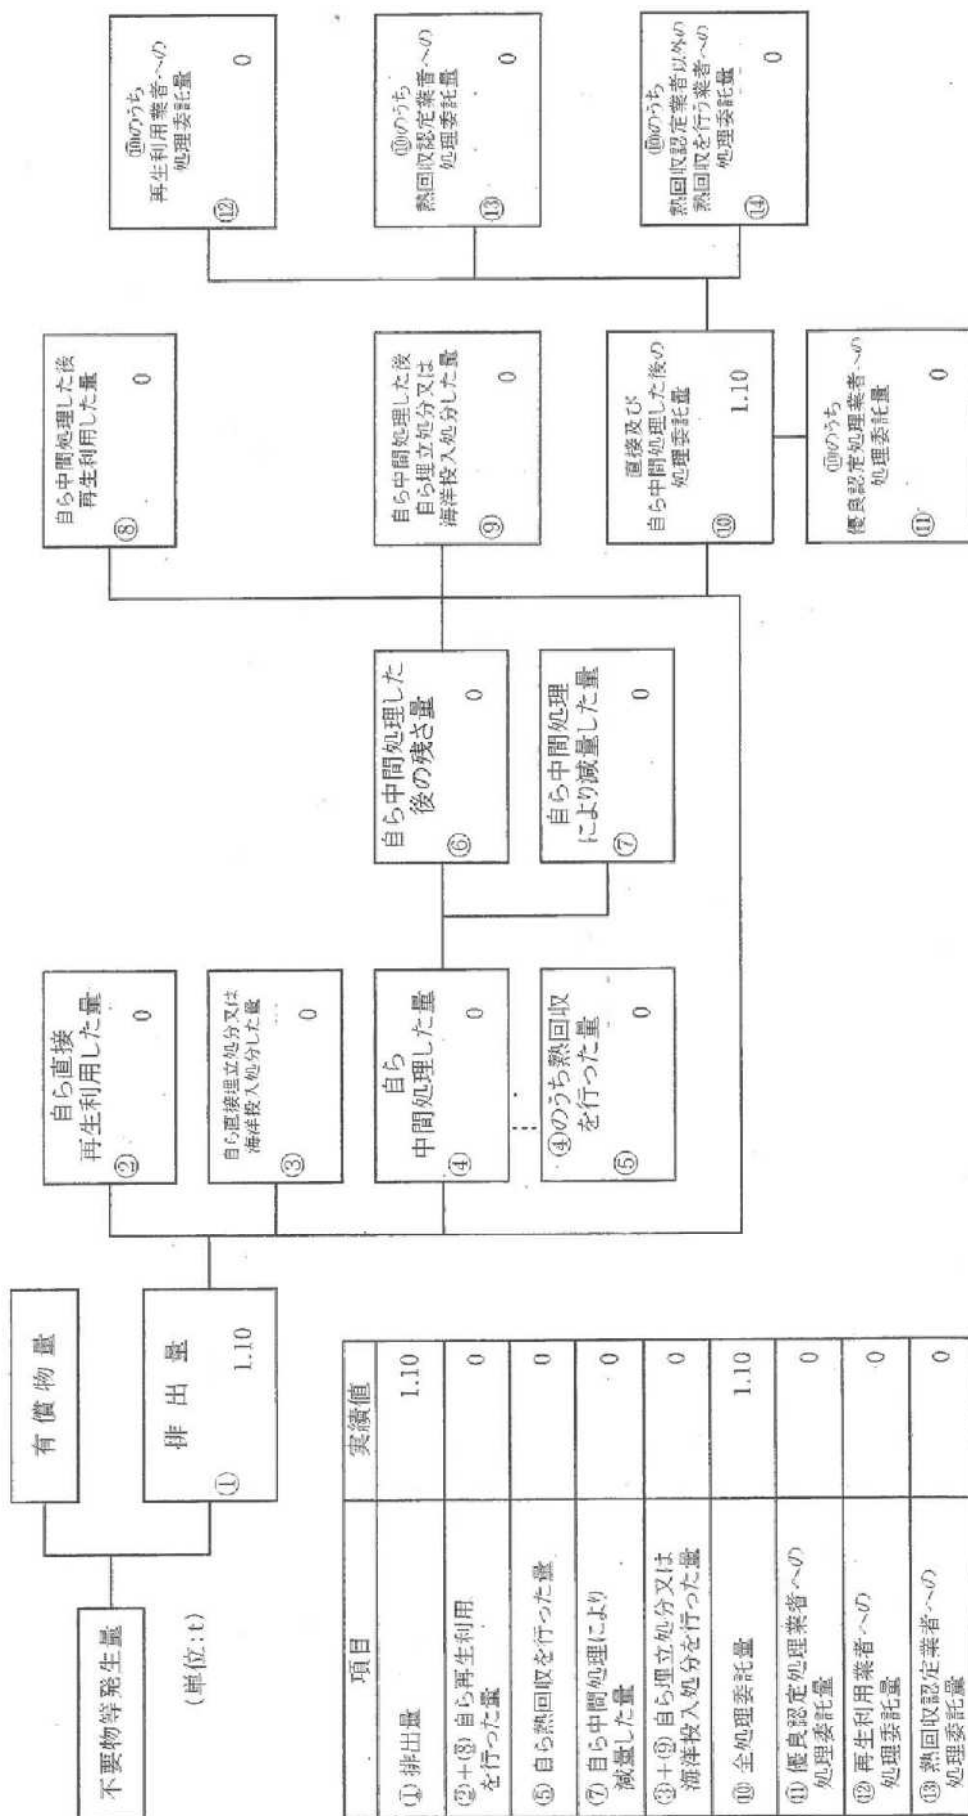 不要物等発生量
(単位:t)
有償物量
排出量
①
1.10
自ら直接
再生利用した量
②
0
自ら直接埋立処分又は
海洋投入処分した量
③
0
自ら
中間処理した量
④
0
④のうち熱回収
を行った量
⑤
0
自ら中間処理した
後の残さ量
⑥
0
自ら中間処理
により減量した量
⑦
0
自ら中間処理した後
再生利用した量
⑧
0
自ら中間処理した後
自ら埋立処分又は
海洋投入処分した量
⑨
0
直接及び
自ら中間処理した後の
処理委託量
⑩
1.10
⑩のうち
優良認定処理業者への
処理委託量
⑪
0
⑩のうち
再生利用業者への
処理委託量
⑫
0
⑩のうち
熱回収認定業者への
処理委託量
⑬
0
⑩のうち
熱回収認定業者以外の
熱回収を行う業者への
処理委託量
⑭
0
項目 実績値
①排出量 1.10
②+⑧自ら再生利用
を行った量 0
⑤自ら熱回収を行った量 0
⑦自ら中間処理により
減量した量 0
③+⑨自ら埋立処分又は
海洋投入処分を行った量 0
⑩全処理委託量 1.10
⑪優良認定処理業者への
処理委託量 0
⑫再生利用業者への
処理委託量 0
⑬熱回収認定業者への
処理委託量 0